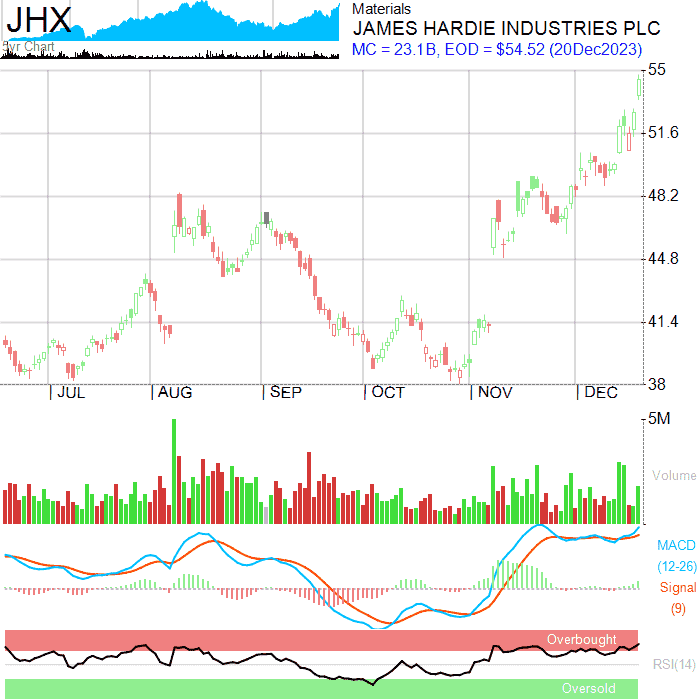 JHX
5yr Chart
Materials
JAMES HARDIE INDUSTRIES PLC
MC = 23.1B, EOD = $54.52 (20Dec2023)
55
51.6
48.2
44.8
41.4
38
JUL AUG SEP OCT NOV DEC
5M
Volume
MACD
(12-26)
Signal
(9)
Overbought
RSI(14)
Oversold